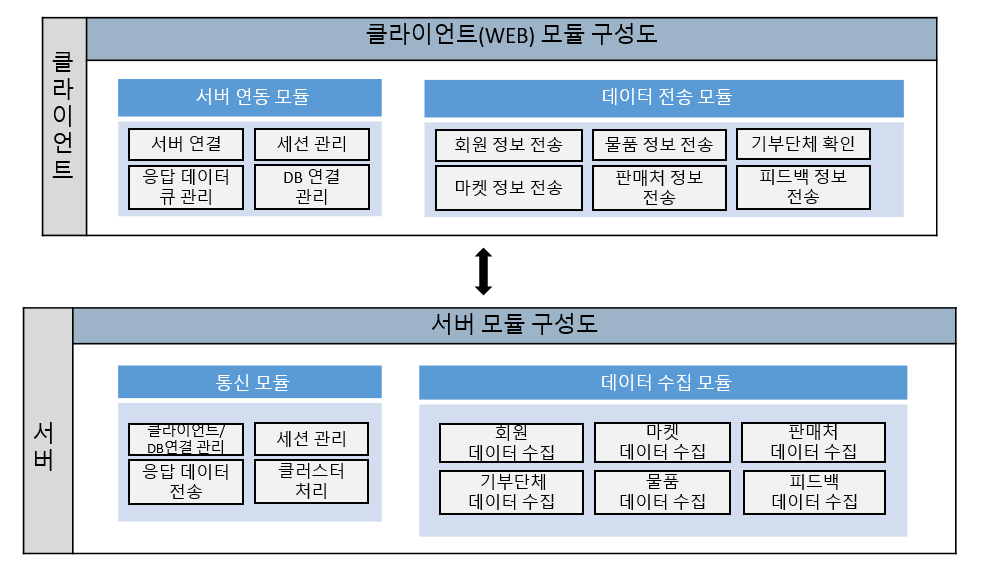 클라이언트
클라이언트(WEB) 모듈 구성도
서버 연동 모듈
서버 연결
세션 관리
응답 데이터
큐 관리
DB 연결
관리
데이터 전송 모듈
회원 정보 전송
물품 정보 전송
기부단체 확인
마켓 정보 전송
판매처 정보
전송
피드백 정보
전송
서버
서버 모듈 구성도
통신 모듈
클라이언트/
DB연결 관리
세션 관리
응답 데이터
전송
클러스터
처리
데이터 수집 모듈
회원
데이터 수집
마켓
데이터 수집
판매처
데이터 수집
기부단체
데이터 수집
물품
데이터 수집
피드백
데이터 수집